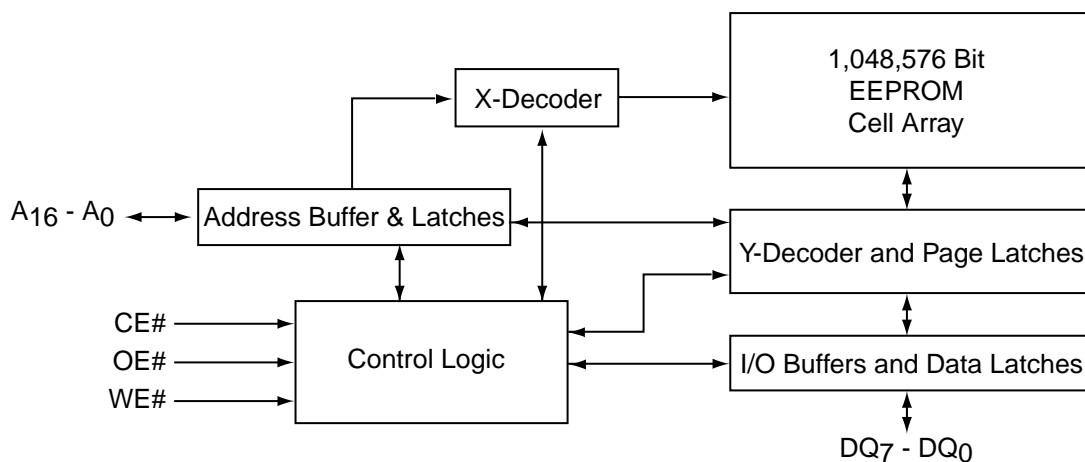 1,048,576 Bit
EEPROM
Cell Array
X-Decoder
A16 - A0
Address Buffer & Latches
Y-Decoder and Page Latches
CE#
OE#
WE#
Control Logic
I/O Buffers and Data Latches
DQ7 - DQ0